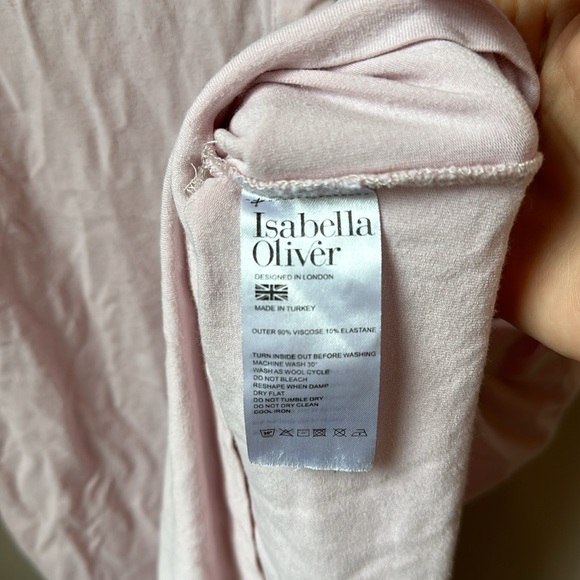 Isabella
Oliver
DESIGNED IN LONDON
MADE IN TURKEY
OUTER 90% VISCOSE 10% ELASTANE
TURN INSIDE OUT BEFORE WASHING
MACHINE WASH 30°
WASH AS WOOL CYCLE
DO NOT BLEACH
RESHAPE WHEN DAMP
DRY FLAT
DO NOT TUMBLE DRY
DO NOT DRY CLEAN
COOL IRON